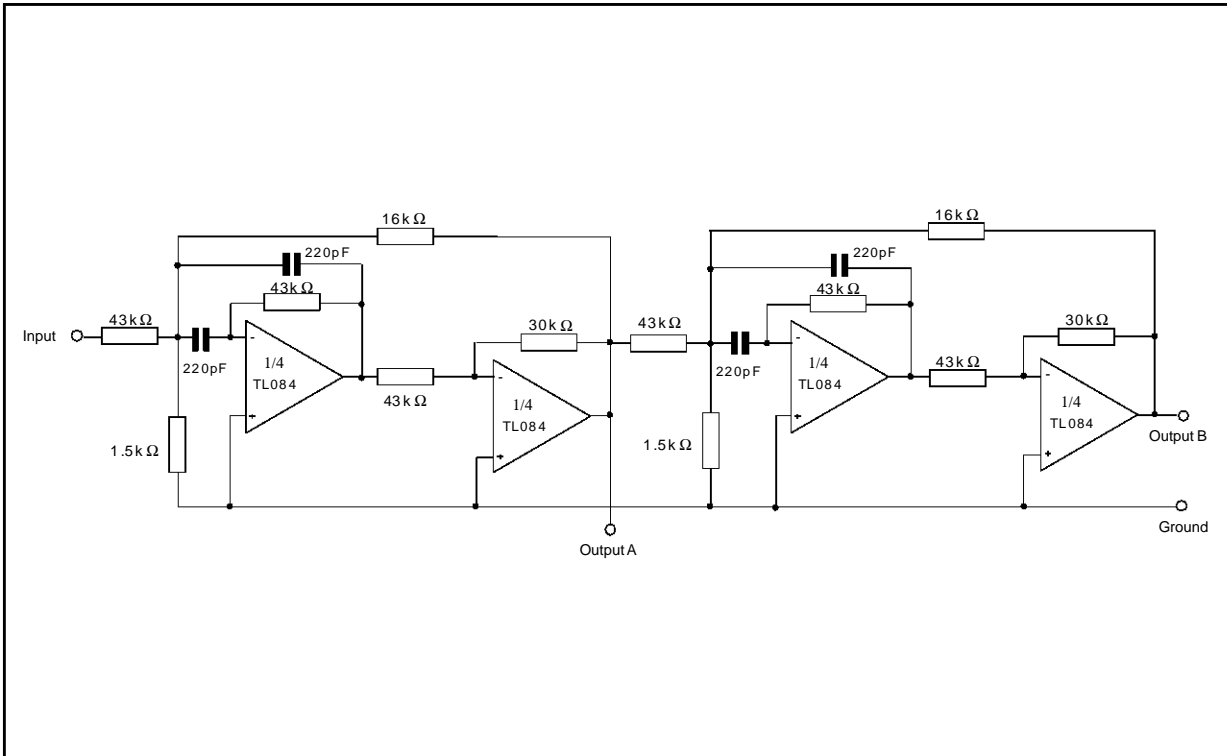 16kΩ
16kΩ
220pF
220pF
43kΩ
43kΩ
Input
43kΩ
30kΩ
43kΩ
30kΩ
220pF
1/4
TL084
43kΩ
220pF
1/4
TL084
43kΩ
1/4
TL084
1/4
TL084
1.5kΩ
1.5kΩ
Output B
Output A
Ground
-
+
-
+
-
+
-
+